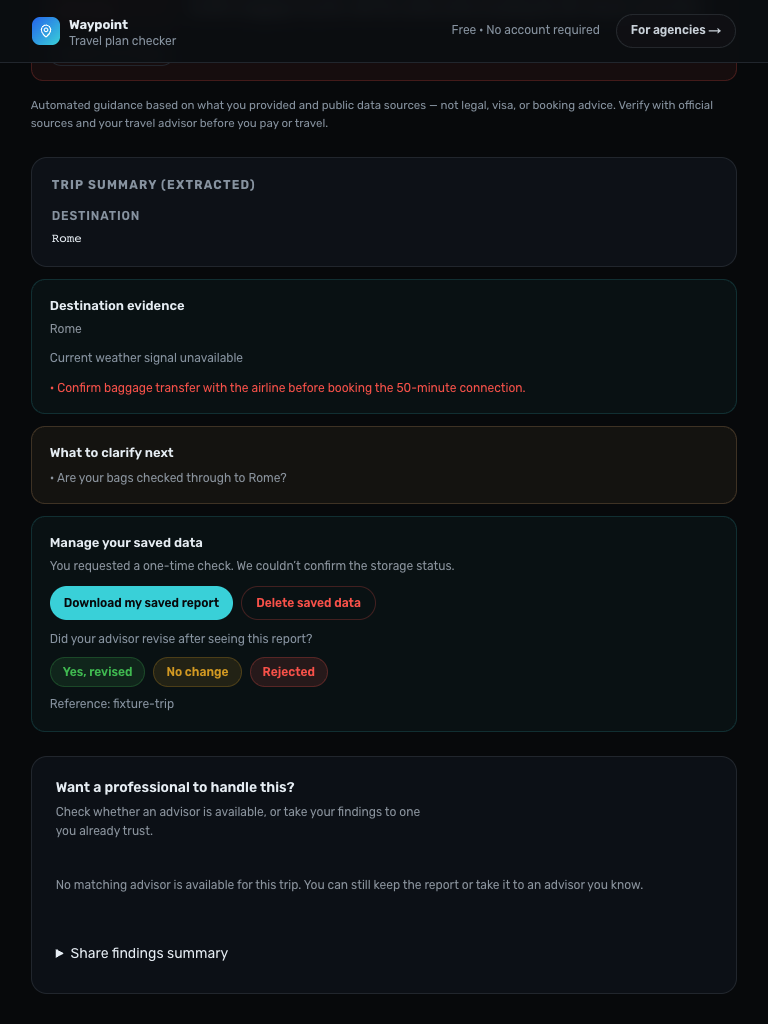 Waypoint
Travel plan checker
Free • No account required
For agencies →
Automated guidance based on what you provided and public data sources — not legal, visa, or booking advice. Verify with official
sources and your travel advisor before you pay or travel.
TRIP SUMMARY (EXTRACTED)
DESTINATION
Rome
Destination evidence
Rome
Current weather signal unavailable
• Confirm baggage transfer with the airline before booking the 50-minute connection.
What to clarify next
• Are your bags checked through to Rome?
Manage your saved data
You requested a one-time check. We couldn't confirm the storage status.
Download my saved report
Delete saved data
Did your advisor revise after seeing this report?
Yes, revised
No change
Rejected
Reference: fixture-trip
Want a professional to handle this?
Check whether an advisor is available, or take your findings to one
you already trust.
No matching advisor is available for this trip. You can still keep the report or take it to an advisor you know.
▶ Share findings summary